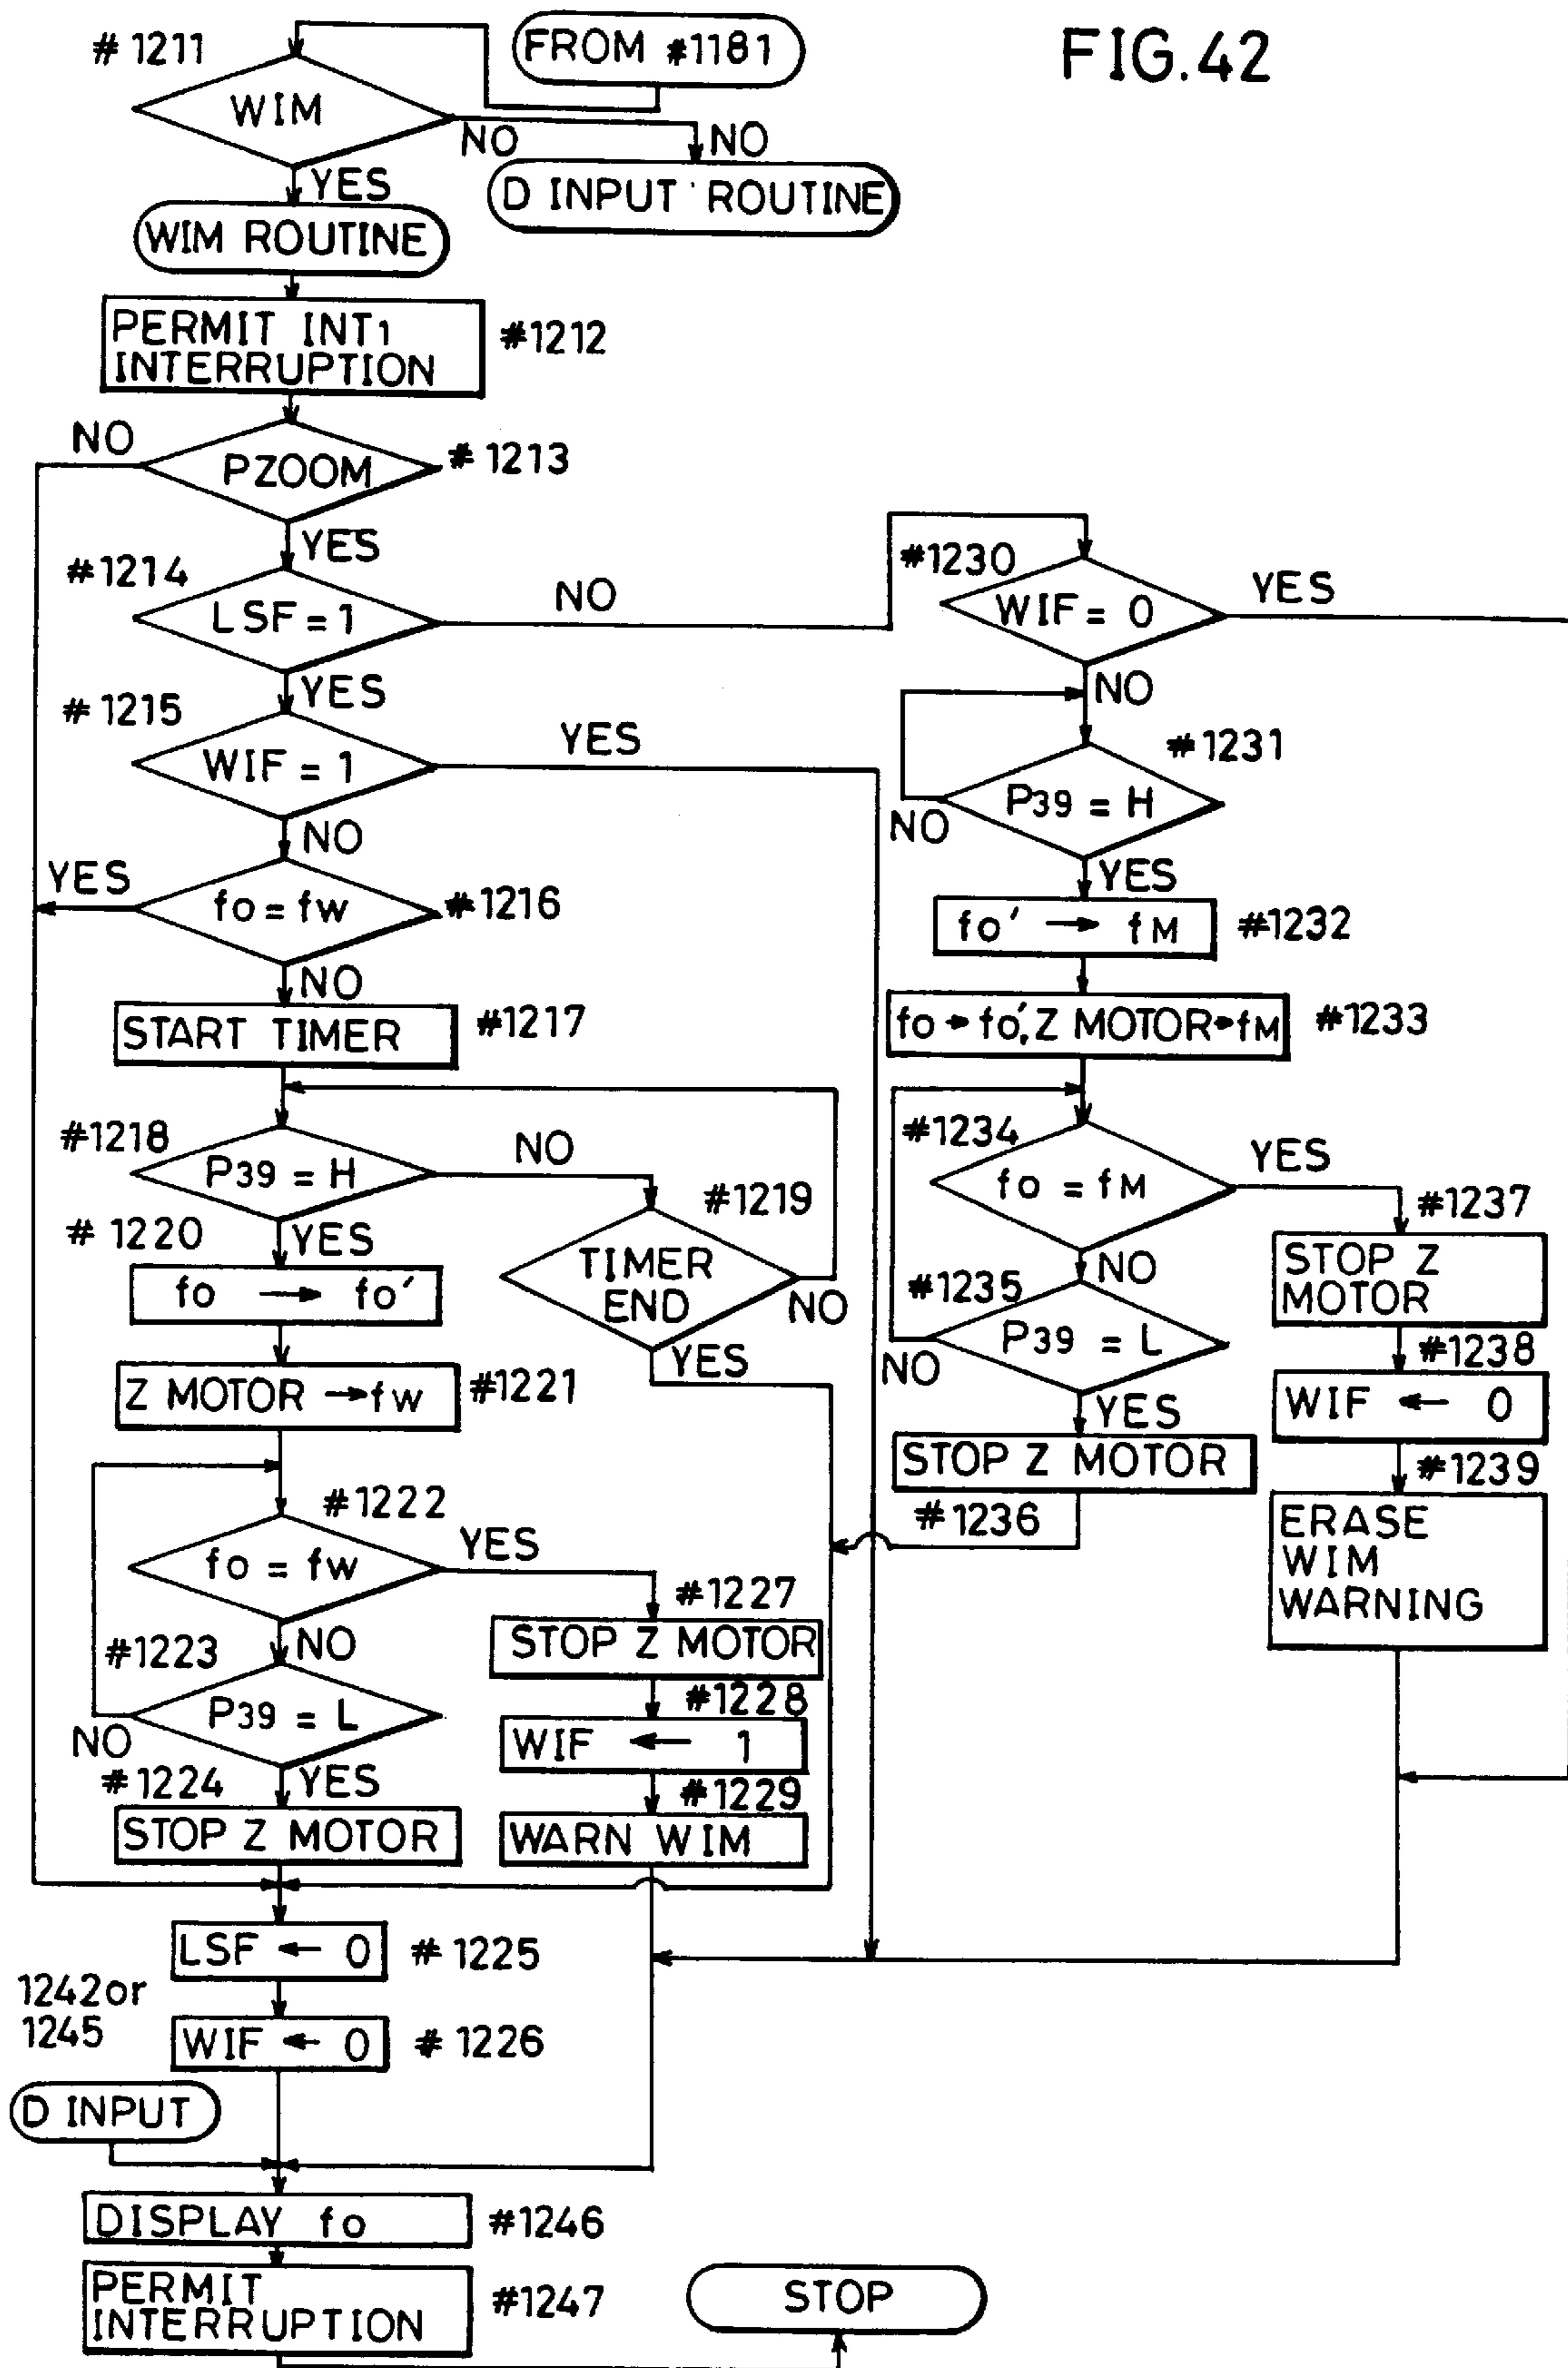 FIG.42
FROM #1181
#1211
WIM
NO
NO
D INPUT ROUTINE
YES
WIM ROUTINE
PERMIT INT1
INTERRUPTION
#1212
NO
PZOOM
#1213
YES
#1214
LSF = 1
NO
YES
#1215
WIF = 1
YES
NO
YES
fo = fw
#1216
NO
START TIMER
#1217
#1218
P39 = H
NO
#1219
TIMER
END
NO
YES
#1220
YES
fo → fo'
Z MOTOR → fw
#1221
#1222
fo = fw
YES
#1227
STOP Z MOTOR
#1228
WIF ← 1
#1229
WARN WIM
NO
#1223
P39 = L
NO
#1224
YES
STOP Z MOTOR
LSF ← 0
#1225
1242 or
1245
WIF ← 0
#1226
D INPUT
DISPLAY fo
#1246
PERMIT
INTERRUPTION
#1247
STOP
#1230
WIF = 0
YES
NO
#1231
P39 = H
NO
YES
fo' → fM
#1232
fo → fo', Z MOTOR → fM
#1233
#1234
fo = fM
YES
#1237
STOP Z
MOTOR
#1238
WIF ← 0
#1239
ERASE
WIM
WARNING
NO
#1235
P39 = L
NO
YES
STOP Z MOTOR
#1236